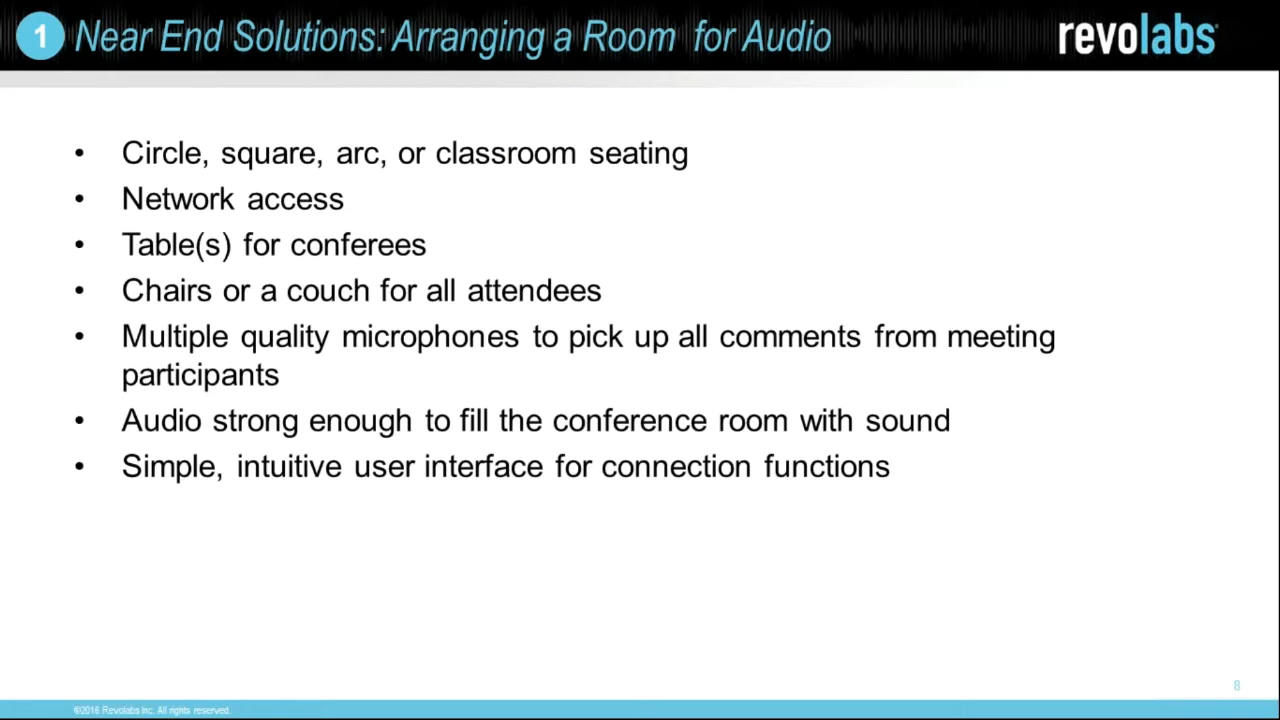 1 Near End Solutions: Arranging a Room for Audio
revolabs
• Circle, square, arc, or classroom seating
• Network access
• Table(s) for conferees
• Chairs or a couch for all attendees
• Multiple quality microphones to pick up all comments from meeting
participants
• Audio strong enough to fill the conference room with sound
• Simple, intuitive user interface for connection functions
8
©2016 Revolabs Inc. All rights reserved.